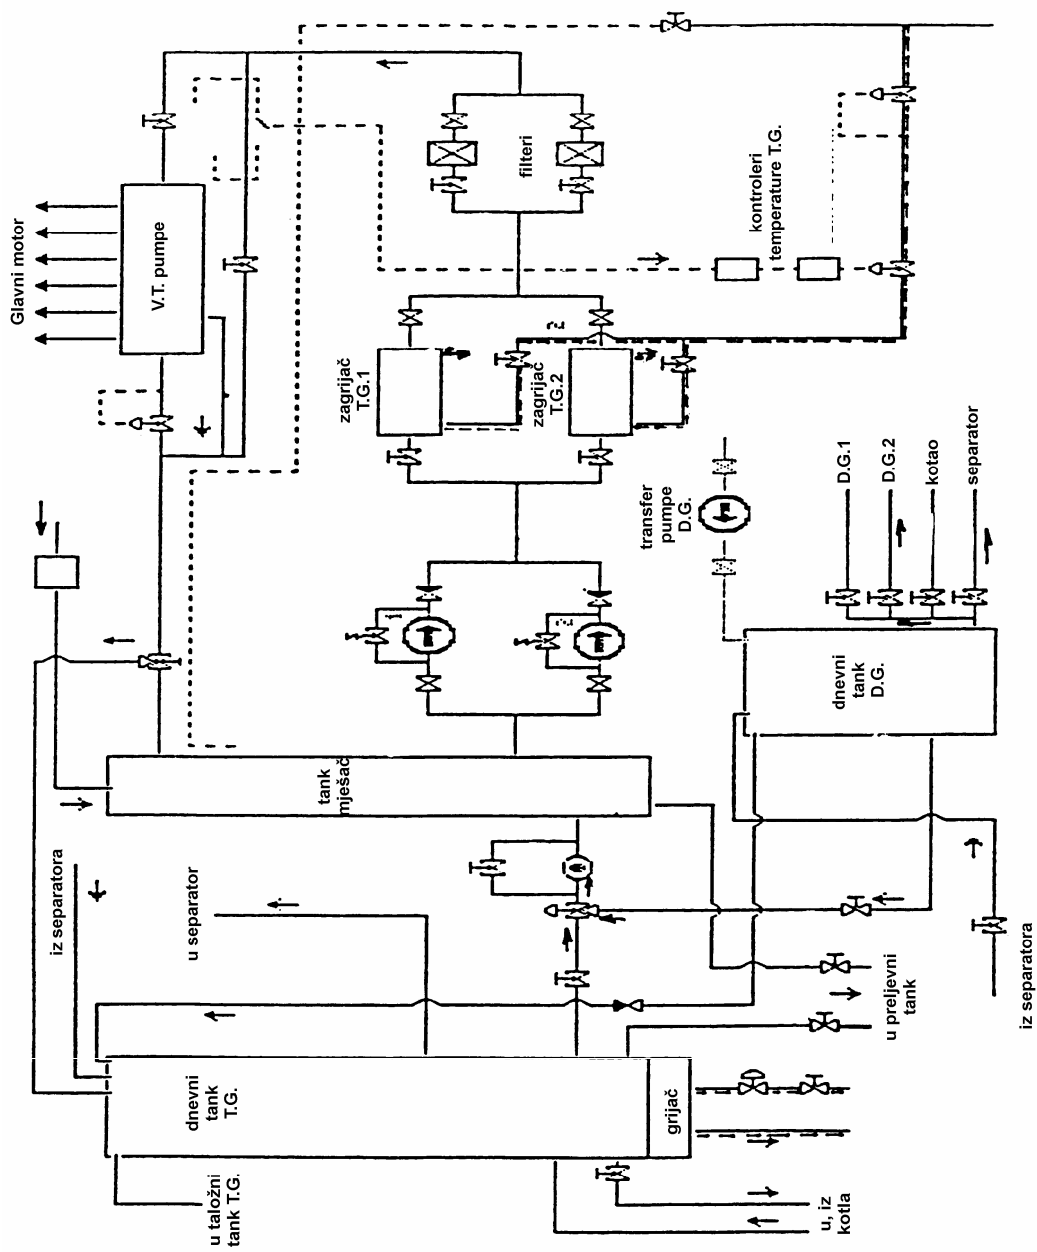 Glavni motor
V.T. pumpe
filteri
kontroleri
temperature T.G.
zagrijač
T.G.1
zagrijač
T.G.2
2
transfer
pumpe
D.G.
D.G.1
D.G.2
kotao
separator
1
2
dnevni
tank
D.G.
tank
mješač
iz separatora
u separator
iz separatora
u preljevni
tank
dnevni
tank
T.G.
grijač
u taložni
tank T.G.
u, iz
kotla